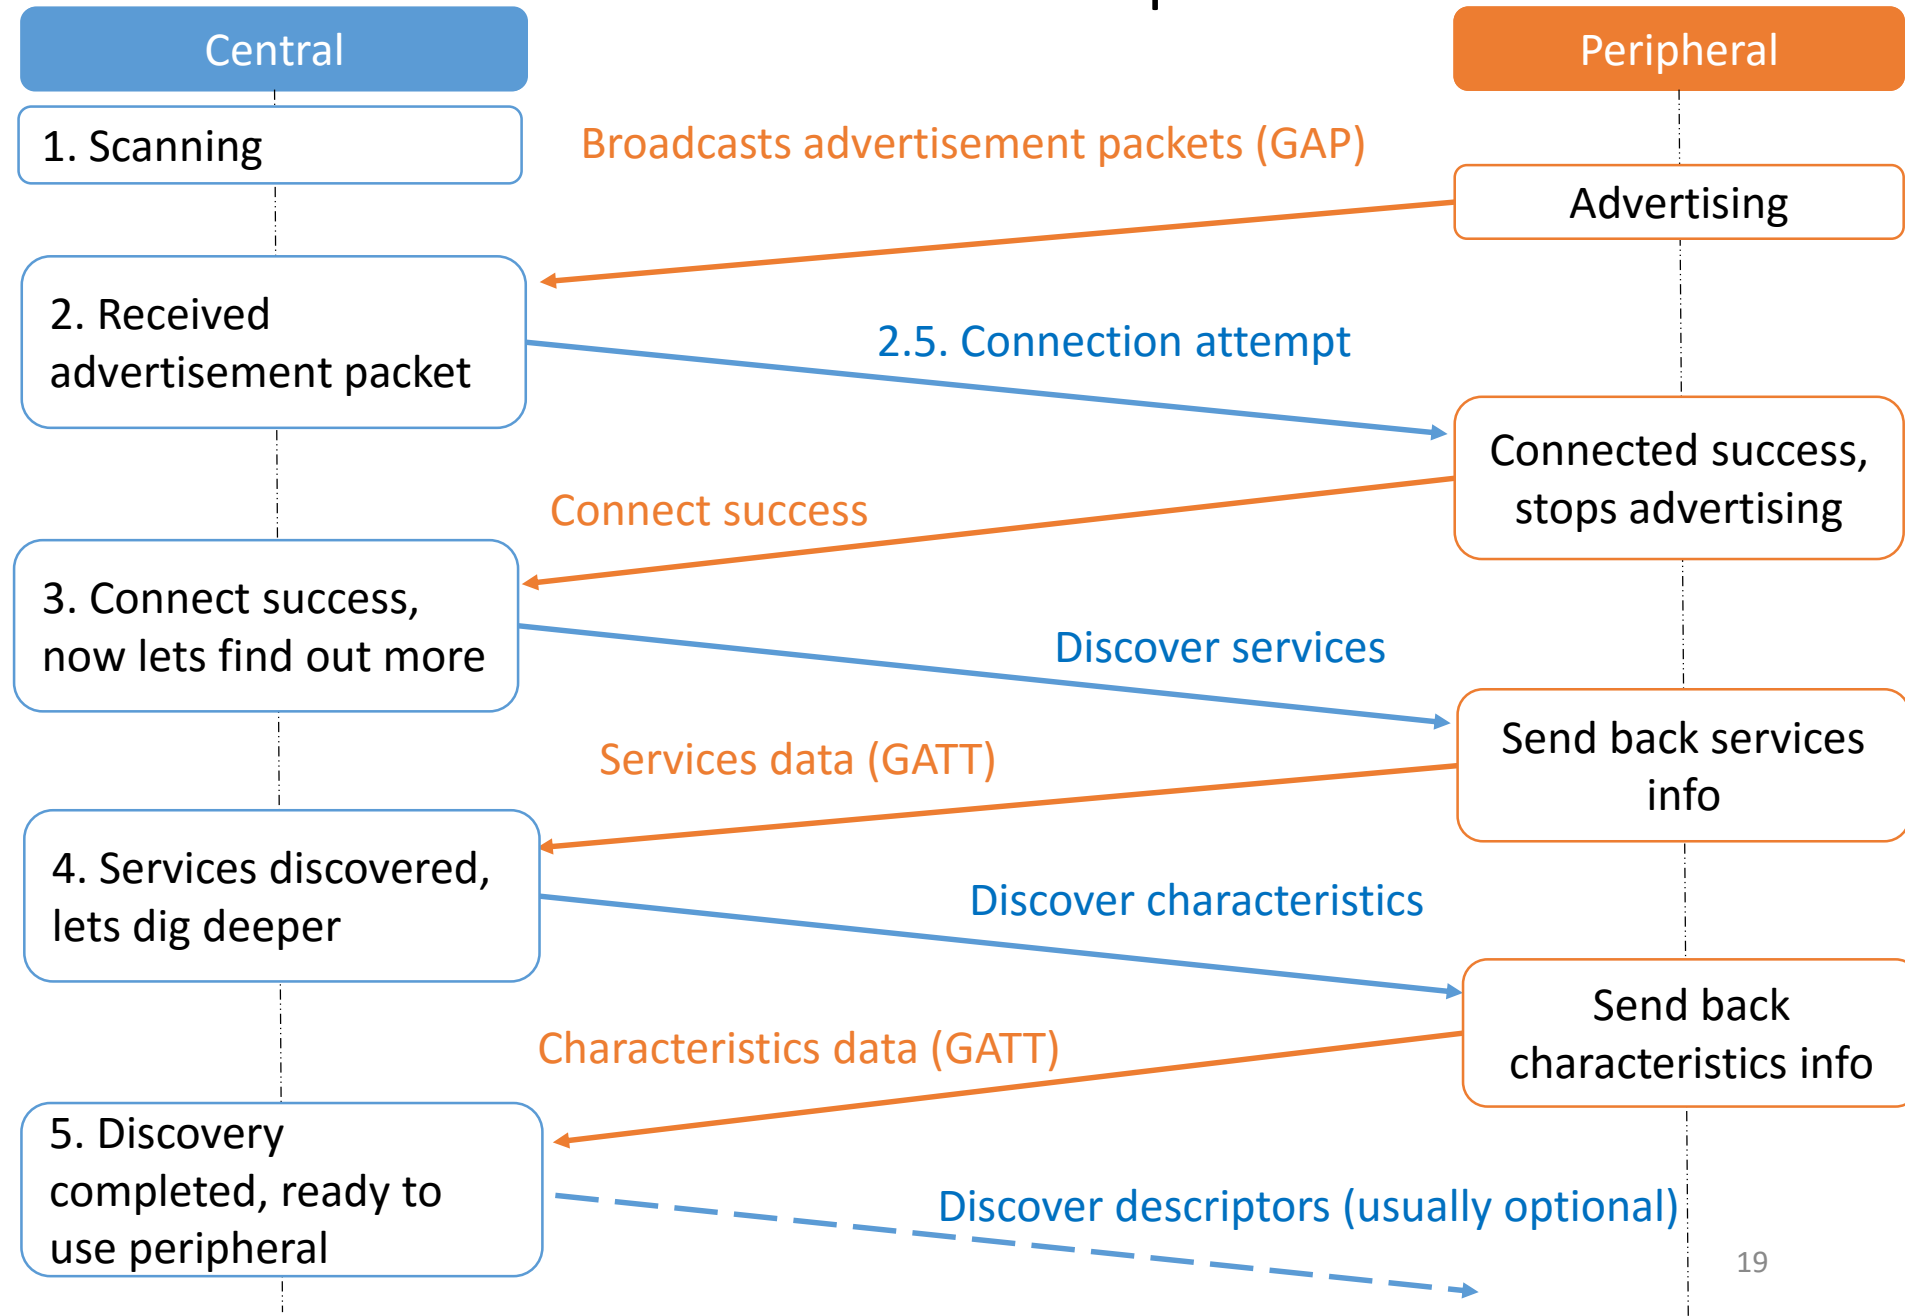 Central
Peripheral
1. Scanning
Broadcasts advertisement packets (GAP)
Advertising
2. Received
advertisement packet
2.5. Connection attempt
Connected success,
stops advertising
Connect success
3. Connect success,
now lets find out more
Discover services
Send back services
info
Services data (GATT)
4. Services discovered,
lets dig deeper
Discover characteristics
Send back
characteristics info
Characteristics data (GATT)
5. Discovery
completed, ready to
use peripheral
Discover descriptors (usually optional)
19